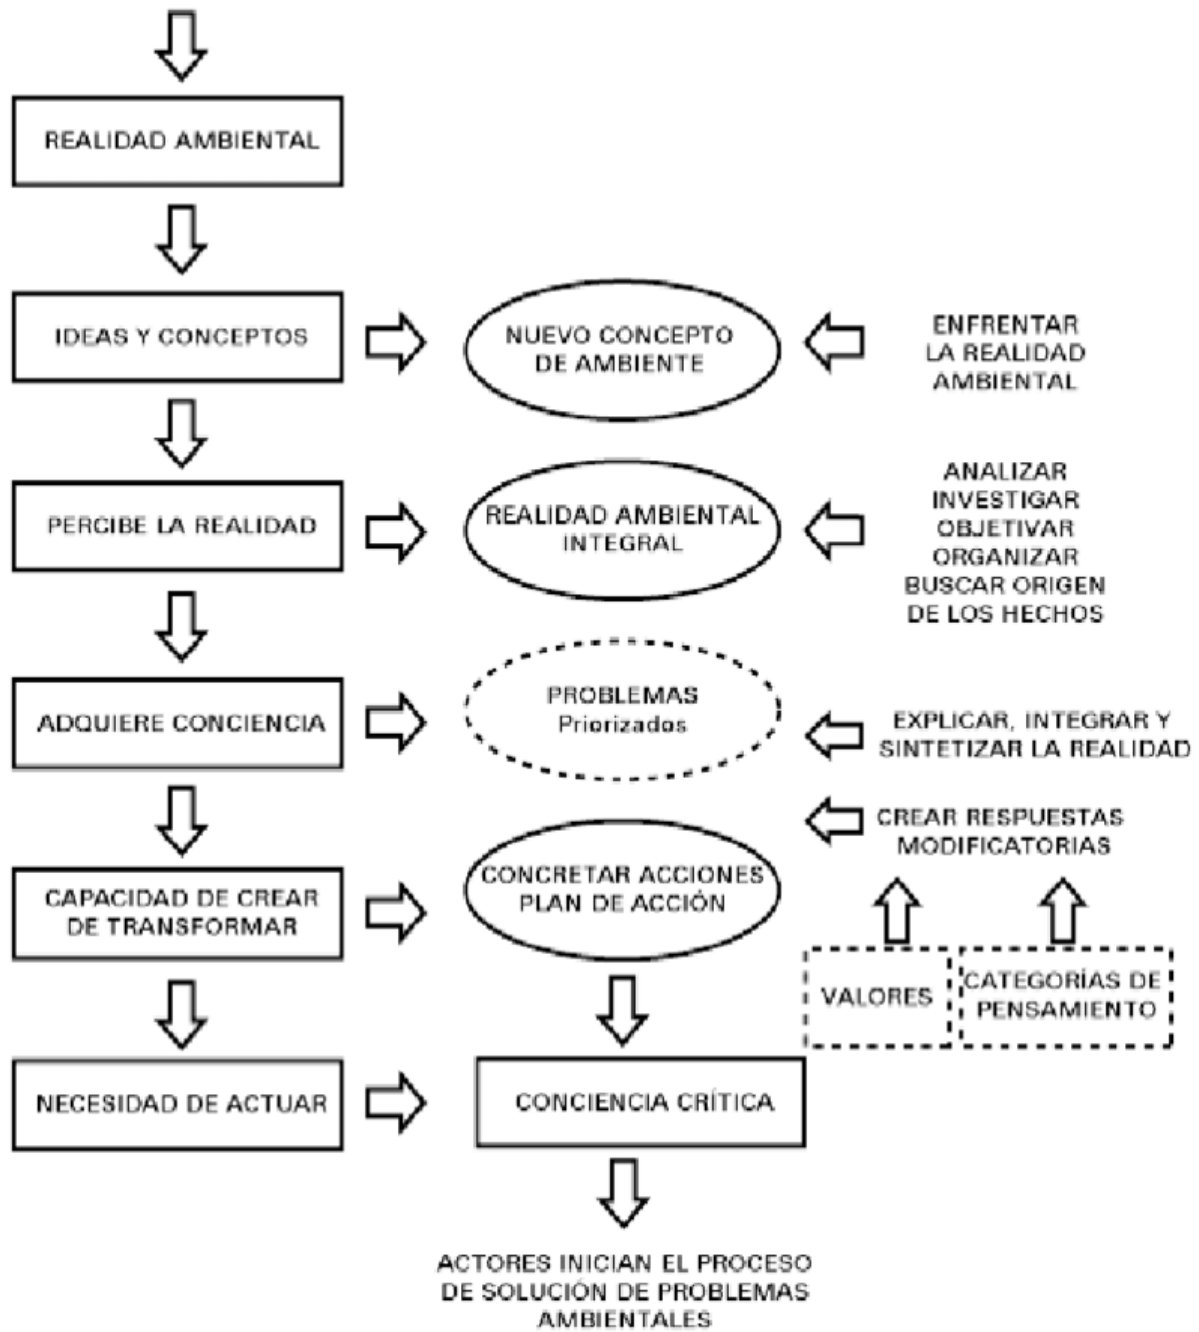 REALIDAD AMBIENTAL
IDEAS Y CONCEPTOS
NUEVO CONCEPTO
DE AMBIENTE
ENFRENTAR
LA REALIDAD
AMBIENTAL
PERCIBE LA REALIDAD
REALIDAD AMBIENTAL
INTEGRAL
ANALIZAR
INVESTIGAR
OBJETIVAR
ORGANIZAR
BUSCAR ORIGEN
DE LOS HECHOS
ADQUIERE CONCIENCIA
PROBLEMAS
Priorizados
EXPLICAR, INTEGRAR Y
SINTETIZAR LA REALIDAD
CREAR RESPUESTAS
MODIFICATORIAS
CAPACIDAD DE CREAR
DE TRANSFORMAR
CONCRETAR ACCIONES
PLAN DE ACCIÓN
VALORES
CATEGORÍAS DE
PENSAMIENTO
NECESIDAD DE ACTUAR
CONCIENCIA CRÍTICA
ACTORES INICIAN EL PROCESO
DE SOLUCIÓN DE PROBLEMAS
AMBIENTALES